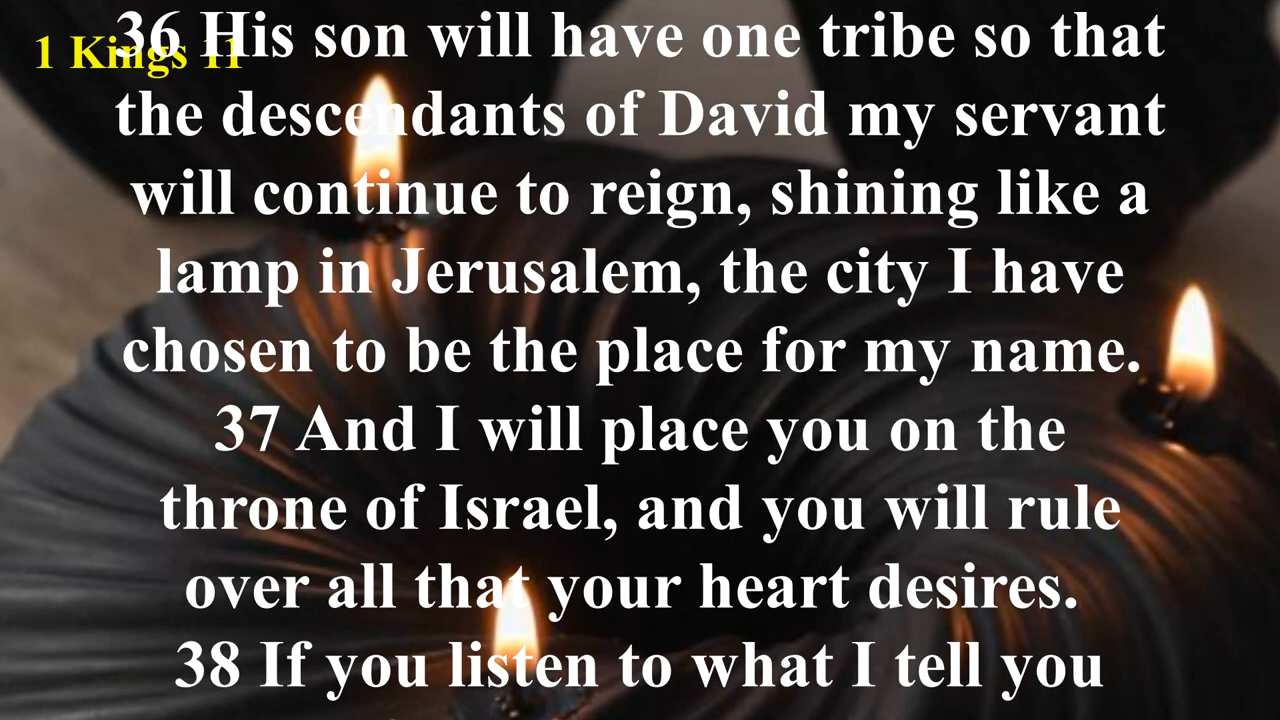 1 Kings 11
36 His son will have one tribe so that
the descendants of David my servant
will continue to reign, shining like a
lamp in Jerusalem, the city I have
chosen to be the place for my name.
37 And I will place you on the
throne of Israel, and you will rule
over all that your heart desires.
38 If you listen to what I tell you